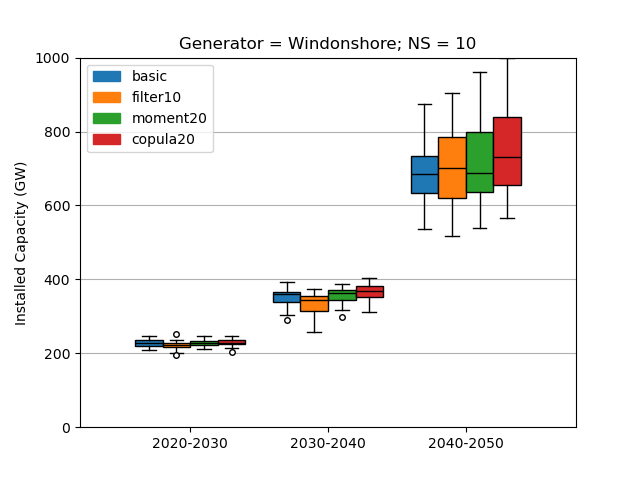 Generator = Windonshore; NS = 10
Installed Capacity (GW)
1000
800
600
400
200
0
basic
filter10
moment20
copula20
2020-2030
2030-2040
2040-2050